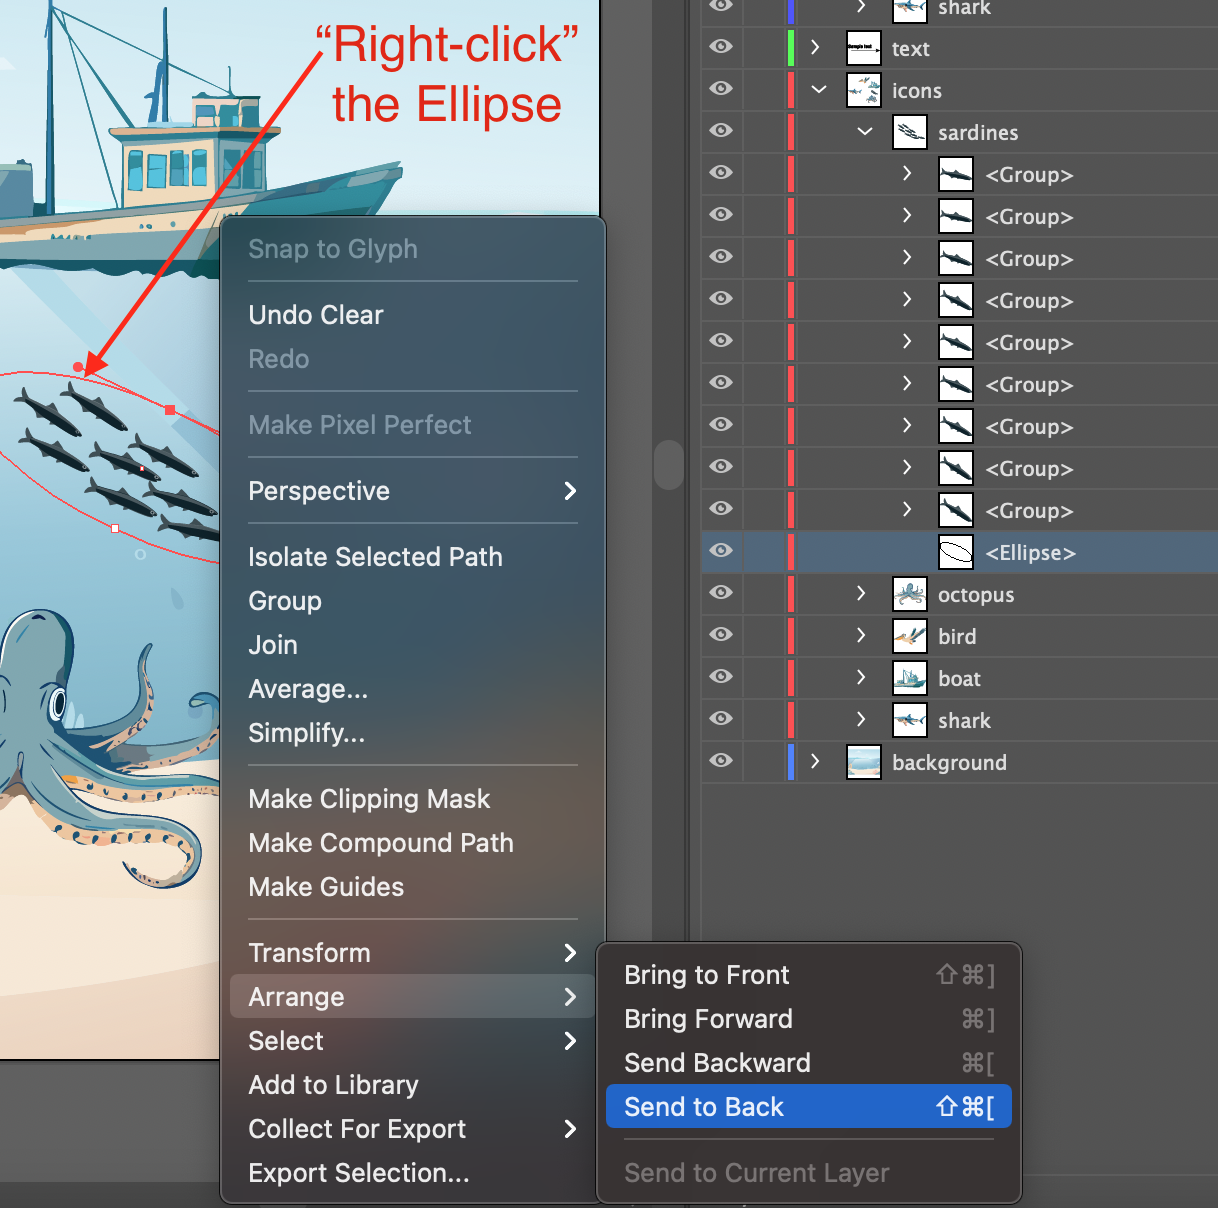 “Right-click”
the Ellipse
Snap to Glyph
Undo Clear
Redo
Make Pixel Perfect
Perspective
Isolate Selected Path
Group
Join
Average...
Simplify...
Make Clipping Mask
Make Compound Path
Make Guides
Transform
Arrange
Select
Add to Library
Collect For Export
Export Selection...
Bring to Front ⇧⌘]
Bring Forward ⌘]
Send Backward ⌘[
Send to Back ⇧⌘[
Send to Current Layer
shark
text
icons
sardines
<Group>
<Group>
<Group>
<Group>
<Group>
<Group>
<Group>
<Group>
<Group>
<Ellipse>
octopus
bird
boat
shark
background